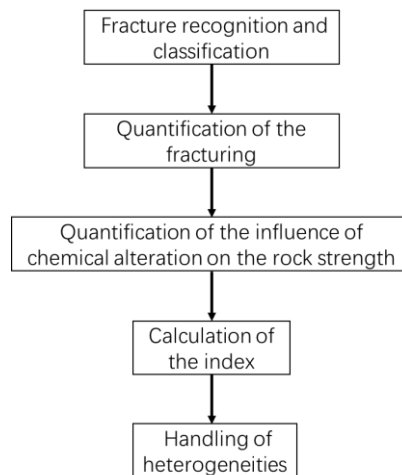 Fracture recognition and
classification
Quantification of the
fracturing
Quantification of the influence of
chemical alteration on the rock strength
Calculation of
the index
Handling of
heterogeneities